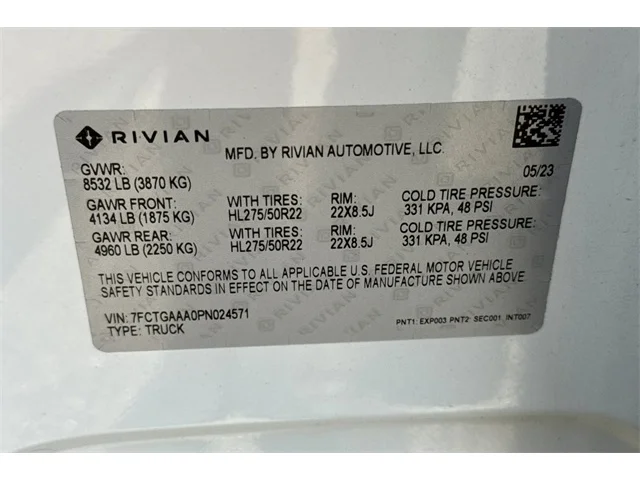 RIVIAN
MFD. BY RIVIAN AUTOMOTIVE, LLC.
05/23
GVWR:
8532 LB (3870 KG)
GAWR FRONT: WITH TIRES: RIM: COLD TIRE PRESSURE:
4134 LB (1875 KG) HL275/50R22 22X8.5J 331 KPA, 48 PSI
GAWR REAR: WITH TIRES: RIM: COLD TIRE PRESSURE:
4960 LB (2250 KG) HL275/50R22 22X8.5J 331 KPA, 48 PSI
THIS VEHICLE CONFORMS TO ALL APPLICABLE U.S. FEDERAL MOTOR VEHICLE
SAFETY STANDARDS IN EFFECT ON THE DATE OF MANUFACTURE SHOWN ABOVE
VIN: 7FCTGAAA0PN024571
TYPE: TRUCK
PNT1: EXP003 PNT2: SEC001 INT007